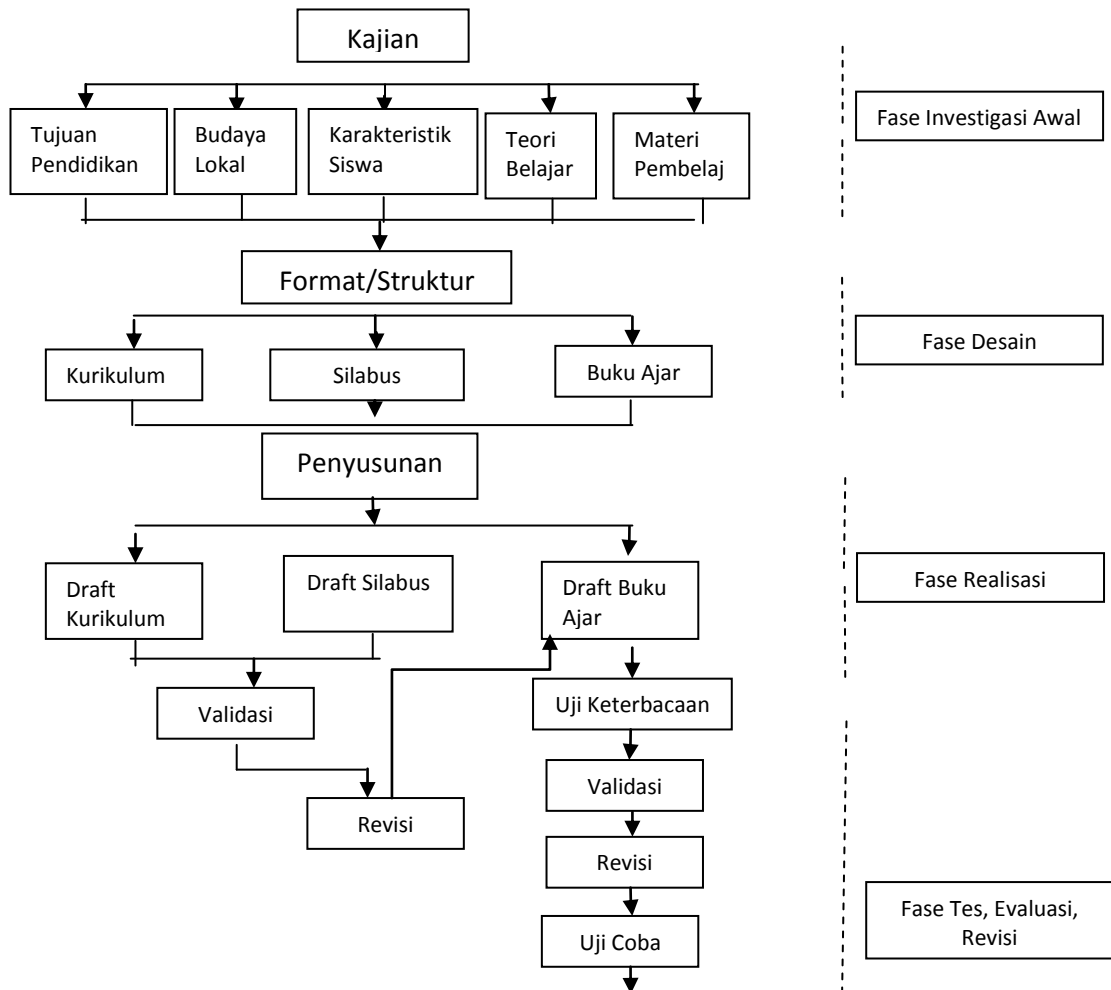 Kajian
Tujuan
Pendidikan
Budaya
Lokal
Karakteristik
Siswa
Teori
Belajar
Materi
Pembelaj
Fase Investigasi Awal
Format/Struktur
Kurikulum
Silabus
Buku Ajar
Fase Desain
Penyusunan
Draft
Kurikulum
Draft Silabus
Draft Buku
Ajar
Fase Realisasi
Validasi
Uji Keterbacaan
Revisi
Validasi
Revisi
Uji Coba
Fase Tes, Evaluasi,
Revisi